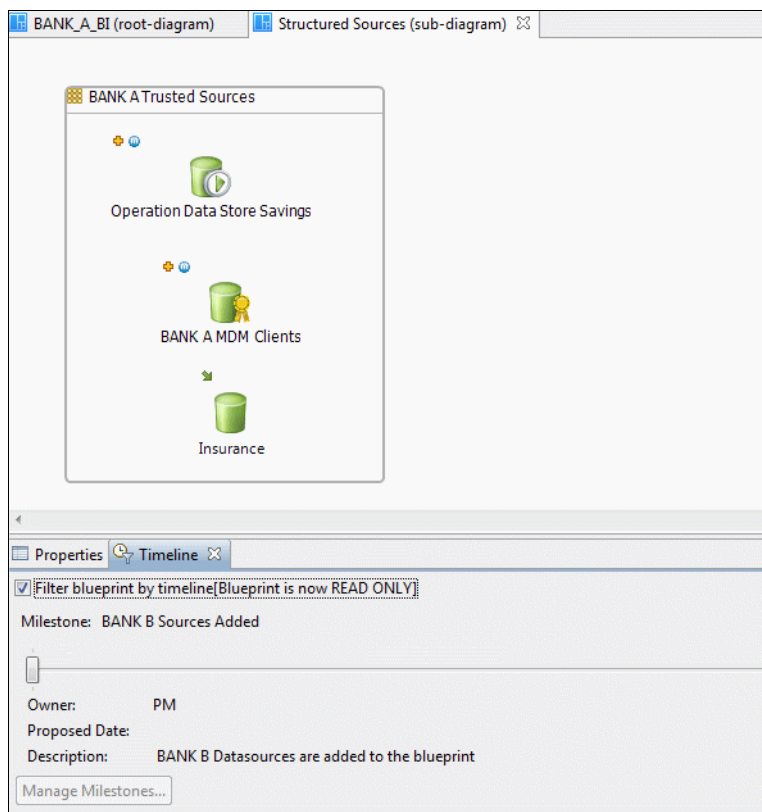 BANK_A_BI (root-diagram)
Structured Sources (sub-diagram)
BANK A Trusted Sources
Operation Data Store Savings
BANK A MDM Clients
Insurance
Properties
Timeline
Filter blueprint by timeline[Blueprint is now READ ONLY]
Milestone: BANK B Sources Added
Owner: PM
Proposed Date:
Description: BANK B Datasources are added to the blueprint
Manage Milestones...